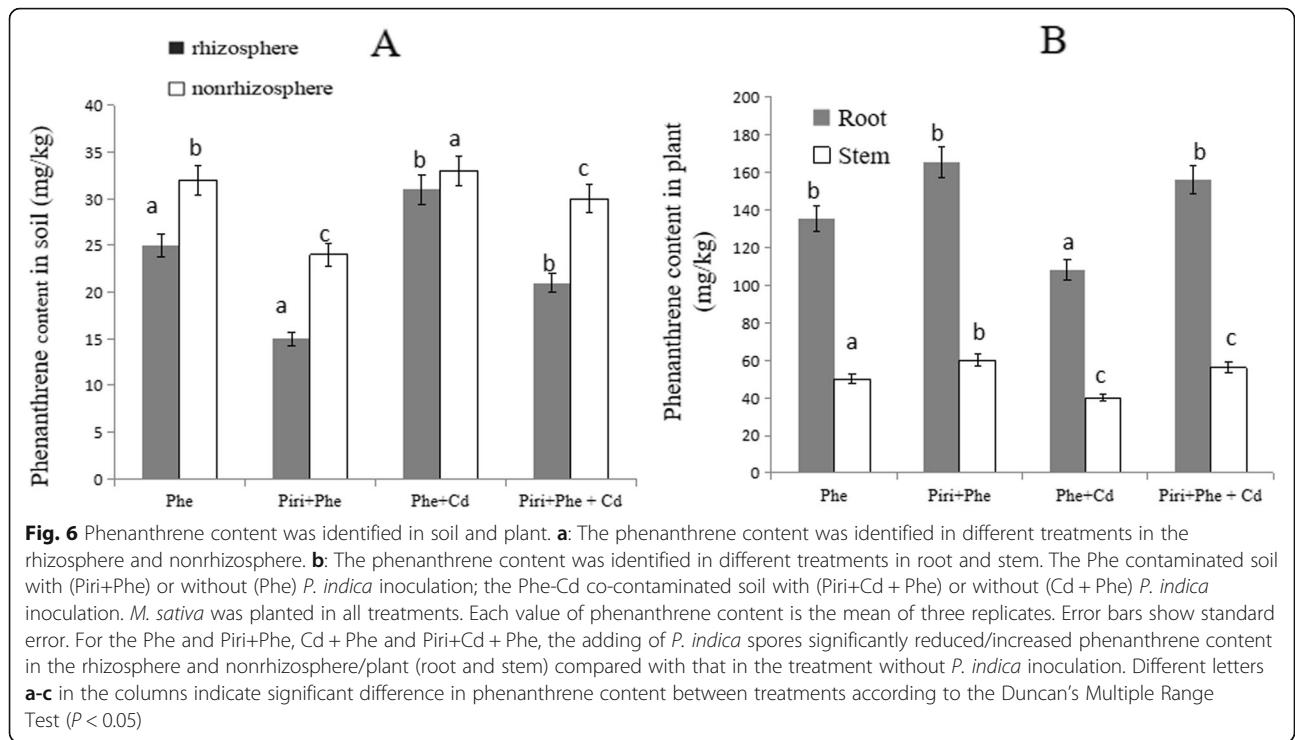 A
■ rhizosphere
□ nonrhizosphere
Phenanthrene content in soil (mg/kg)
40
35
30
25
20
15
10
5
0
a
b
a
c
b
a
b
c
Phe
Piri+Phe
Phe+Cd
Piri+Phe + Cd
B
Root
Stem
Phenanthrene content in plant
(mg/kg)
200
180
160
140
120
100
80
60
40
20
0
b
a
b
b
a
c
b
c
Phe
Piri+Phe
Phe+Cd
Piri+Phe + Cd
Fig. 6 Phenanthrene content was identified in soil and plant. a: The phenanthrene content was identified in different treatments in the
rhizosphere and nonrhizosphere. b: The phenanthrene content was identified in different treatments in root and stem. The Phe contaminated soil
with (Piri+Phe) or without (Phe) P. indica inoculation; the Phe-Cd co-contaminated soil with (Piri+Cd + Phe) or without (Cd + Phe) P. indica
inoculation. M. sativa was planted in all treatments. Each value of phenanthrene content is the mean of three replicates. Error bars show standard
error. For the Phe and Piri+Phe, Cd + Phe and Piri+Cd + Phe, the adding of P. indica spores significantly reduced/increased phenanthrene content
in the rhizosphere and nonrhizosphere/plant (root and stem) compared with that in the treatment without P. indica inoculation. Different letters
a-c in the columns indicate significant difference in phenanthrene content between treatments according to the Duncan's Multiple Range
Test (P < 0.05)